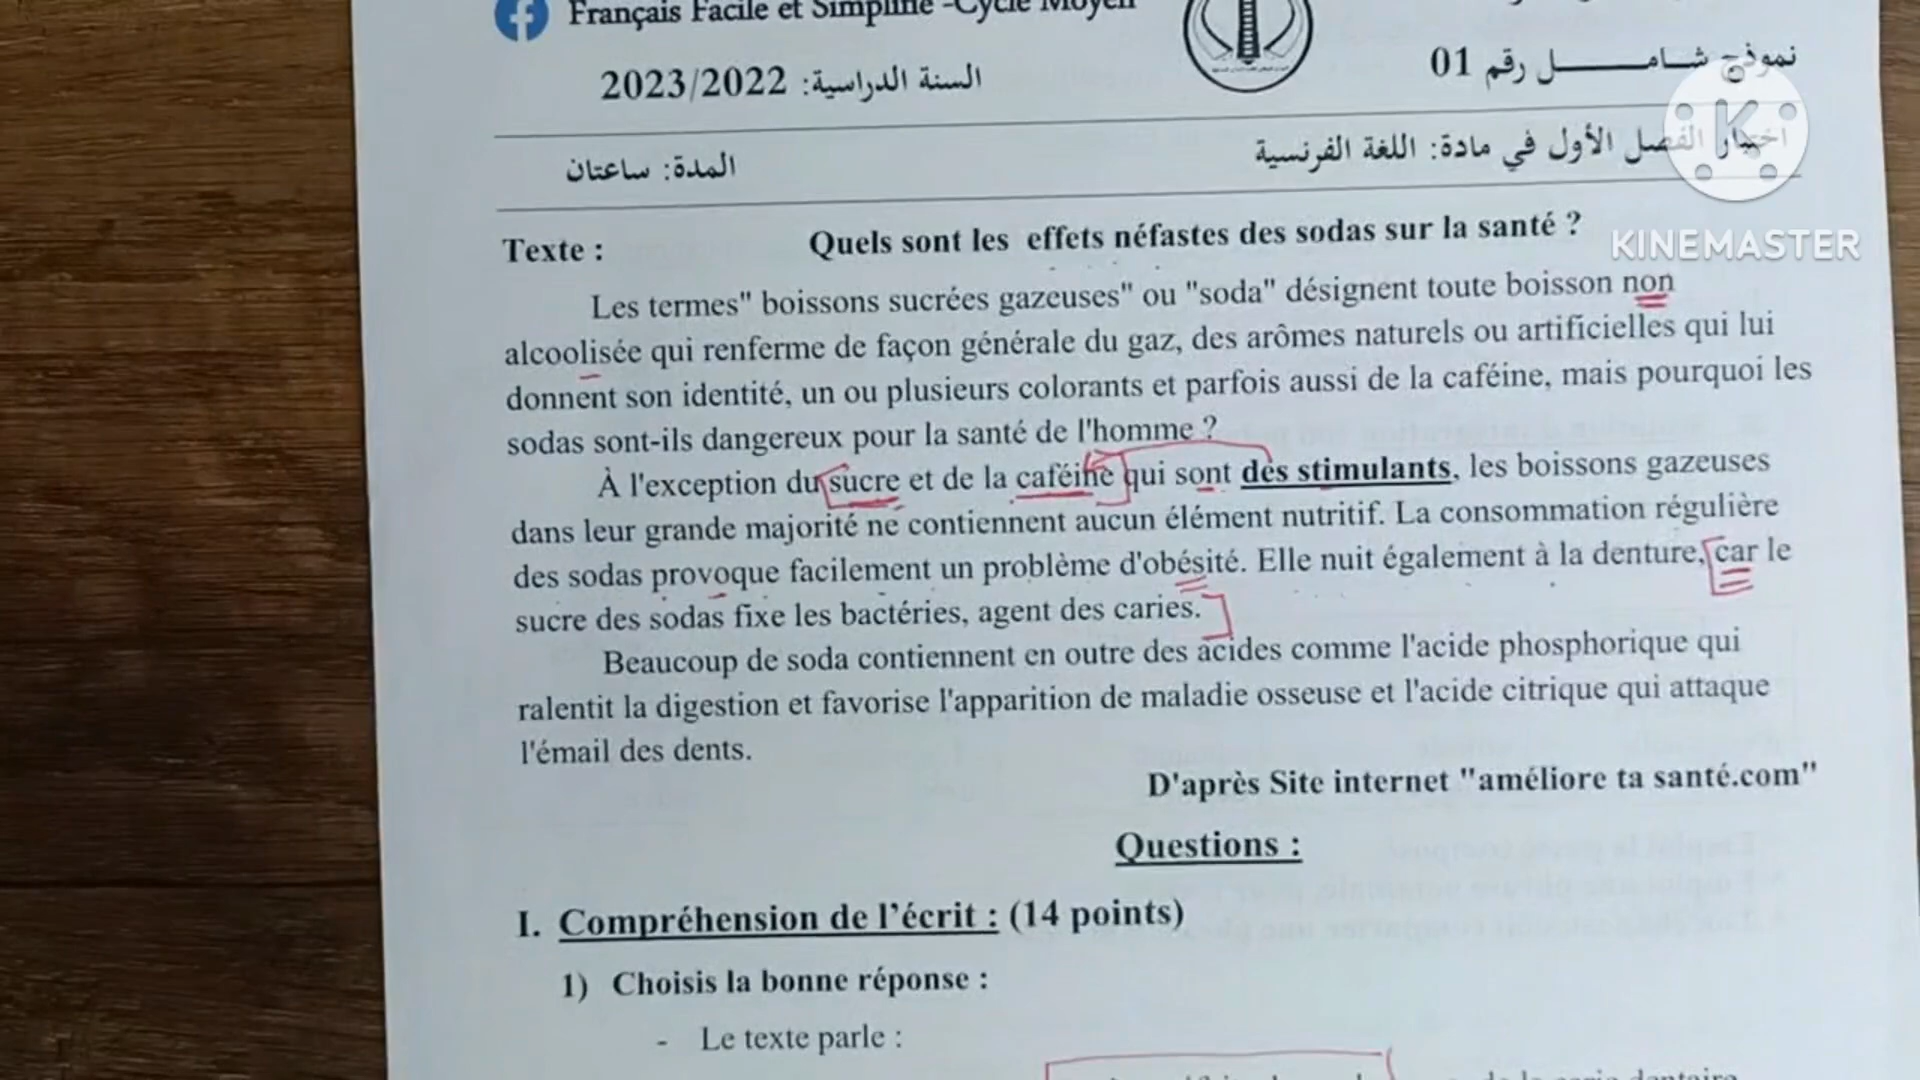 Français Facile et Simplifié -Cycle Moyen
نموذج شامـــــــل رقم 01
السنة الدراسية: 2023/2022
اختبار الفصل الأول في مادة: اللغة الفرنسية
المدة: ساعتان
KINEMASTER
Texte : Quels sont les effets néfastes des sodas sur la santé ?
Les termes" boissons sucrées gazeuses" ou "soda" désignent toute boisson non
alcoolisée qui renferme de façon générale du gaz, des arômes naturels ou artificielles qui lui
donnent son identité, un ou plusieurs colorants et parfois aussi de la caféine, mais pourquoi les
sodas sont-ils dangereux pour la santé de l'homme ?
À l'exception du sucre et de la caféine qui sont des stimulants, les boissons gazeuses
dans leur grande majorité ne contiennent aucun élément nutritif. La consommation régulière
des sodas provoque facilement un problème d'obésité. Elle nuit également à la denture, car le
sucre des sodas fixe les bactéries, agent des caries.
Beaucoup de soda contiennent en outre des acides comme l'acide phosphorique qui
ralentit la digestion et favorise l'apparition de maladie osseuse et l'acide citrique qui attaque
l'émail des dents.
D'après Site internet "améliore ta santé.com"
Questions :
I. Compréhension de l’écrit : (14 points)
1) Choisis la bonne réponse :
- Le texte parle :
de la carie dentaire